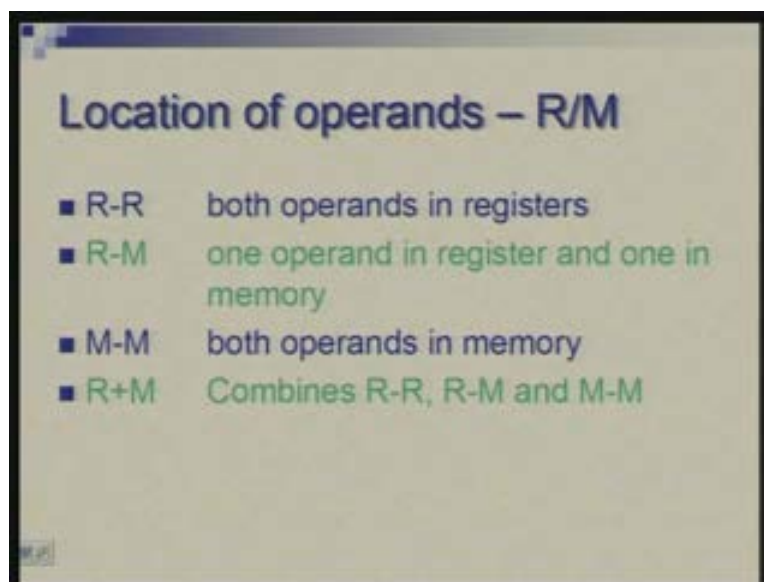 Location of operands – R/M
■ R-R both operands in registers
■ R-M one operand in register and one in
memory
■ M-M both operands in memory
■ R+M Combines R-R, R-M and M-M